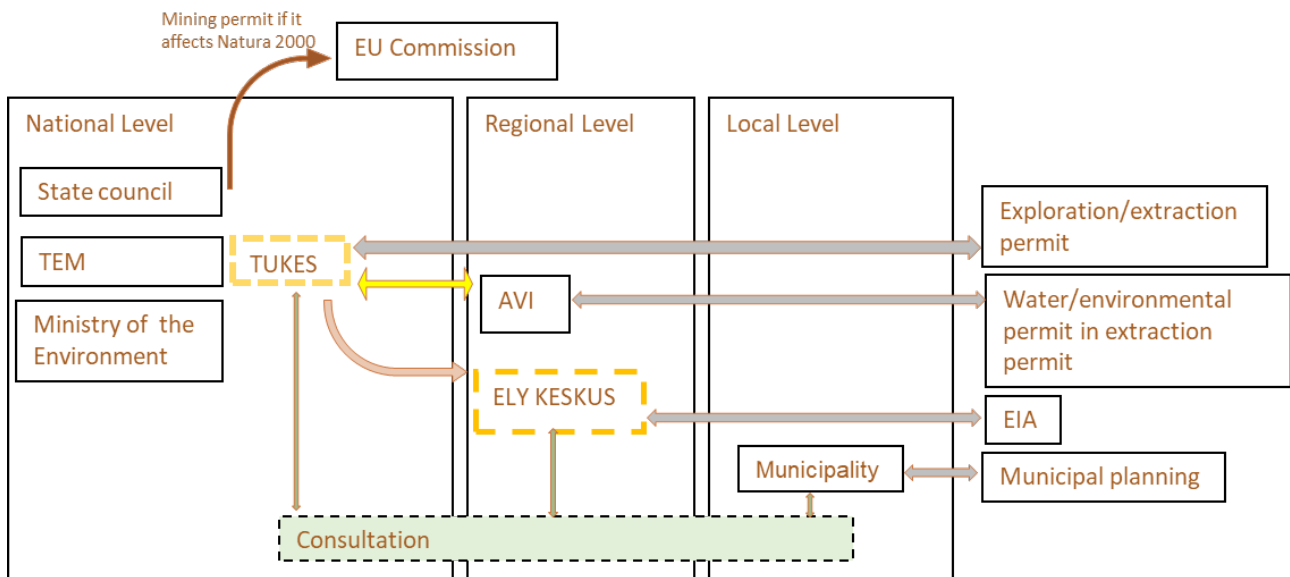 Mining permit if it
affects Natura 2000
EU Commission
National Level
Regional Level
Local Level
State council
Exploration/extraction
permit
TEM
TUKES
AVI
Water/environmental
permit in extraction
permit
Ministry of the
Environment
ELY KESKUS
EIA
Municipality
Municipal planning
Consultation